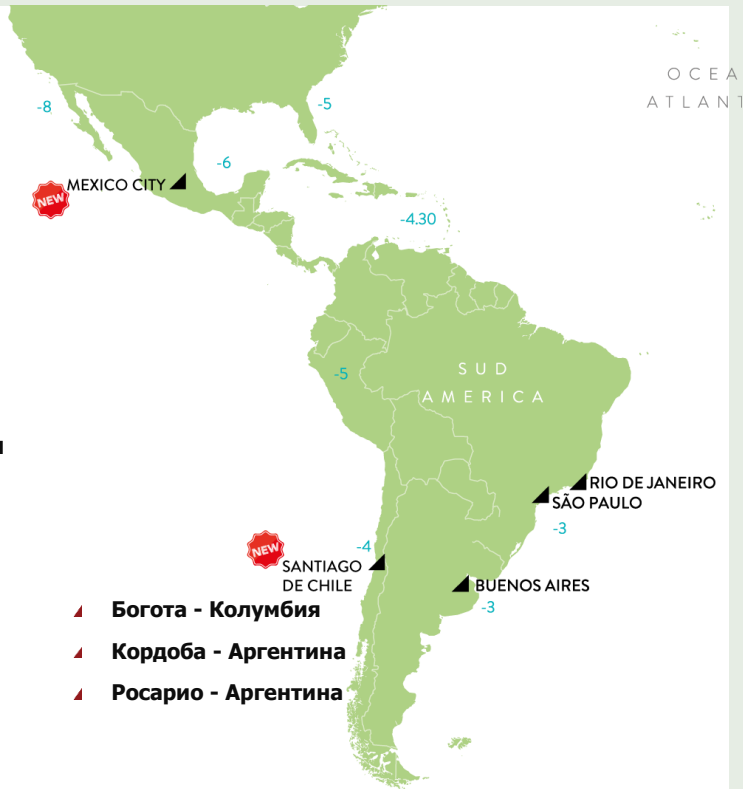 OCEA
ATLANT
-8
-5
-6
MEXICO CITY
NEW
-4.30
-5
SUD
AMERICA
RIO DE JANEIRO
SÃO PAULO
-3
NEW
-4
SANTIAGO
DE CHILE
BUENOS AIRES
-3
Богота - Колумбия
Кордоба - Аргентина
Росарио - Аргентина